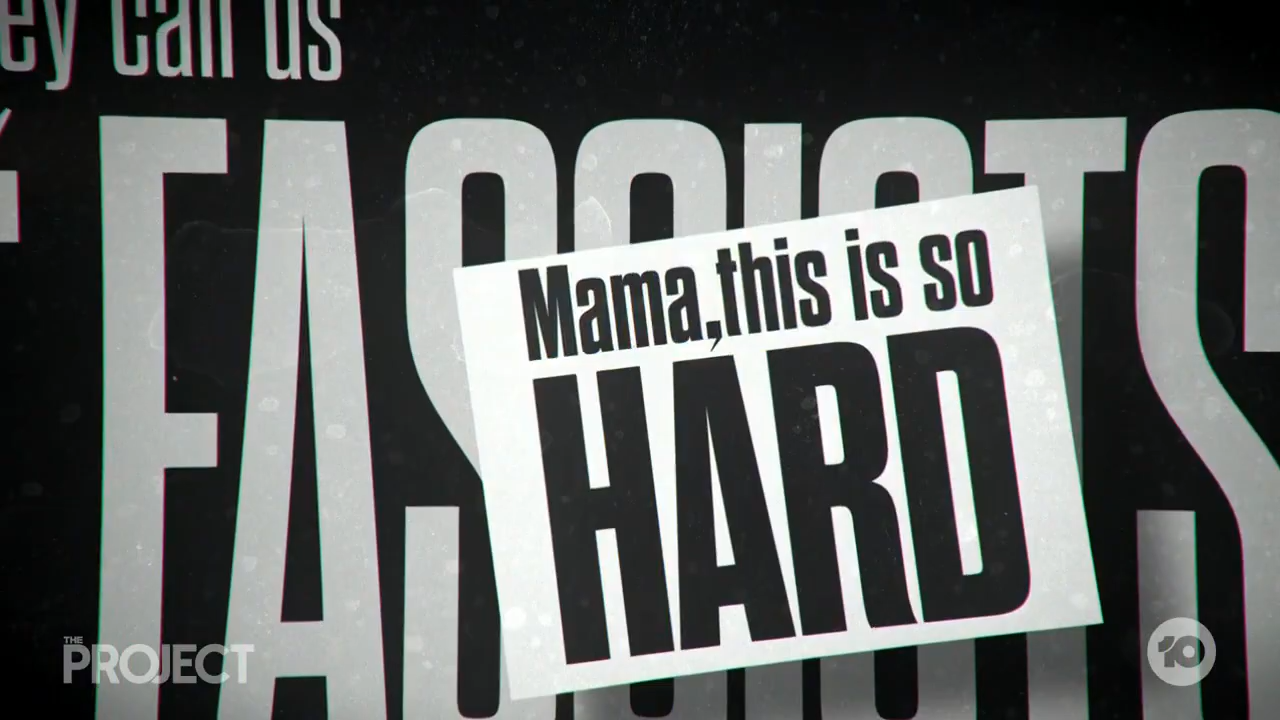 ey call us
FASCISTS
Mama, this is so
HARD
THE
PROJECT
10